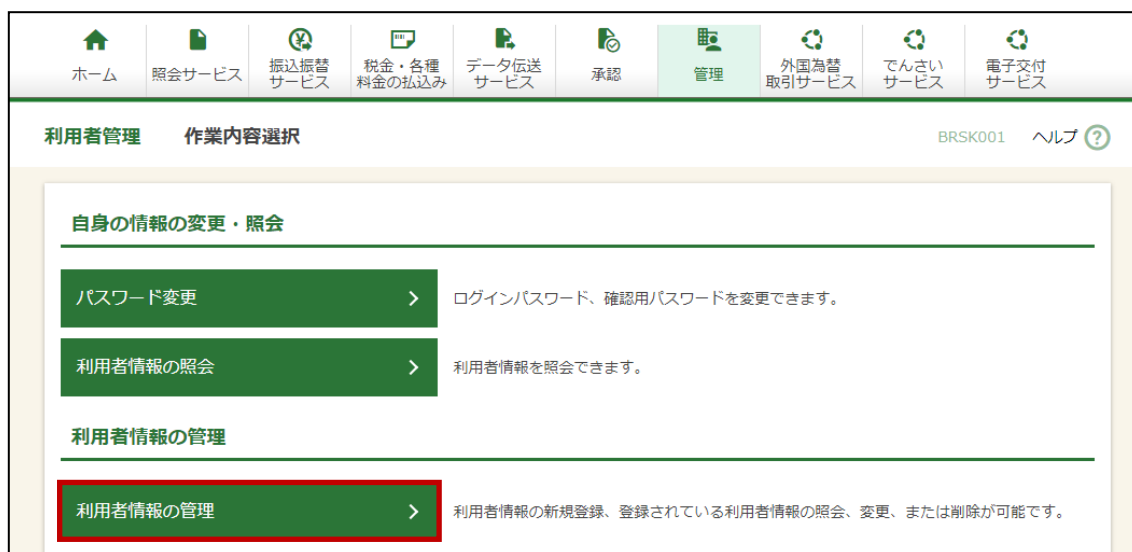 ホーム
照会サービス
振込振替
サービス
税金・各種
料金の払込み
データ伝送
サービス
承認
管理
外国為替
取引サービス
でんさい
サービス
電子交付
サービス
利用者管理 作業内容選択 BRSK001 ヘルプ ?
自身の情報の変更・照会
パスワード変更 ログインパスワード、確認用パスワードを変更できます。
利用者情報の照会 利用者情報を照会できます。
利用者情報の管理
利用者情報の管理 利用者情報の新規登録、登録されている利用者情報の照会、変更、または削除が可能です。